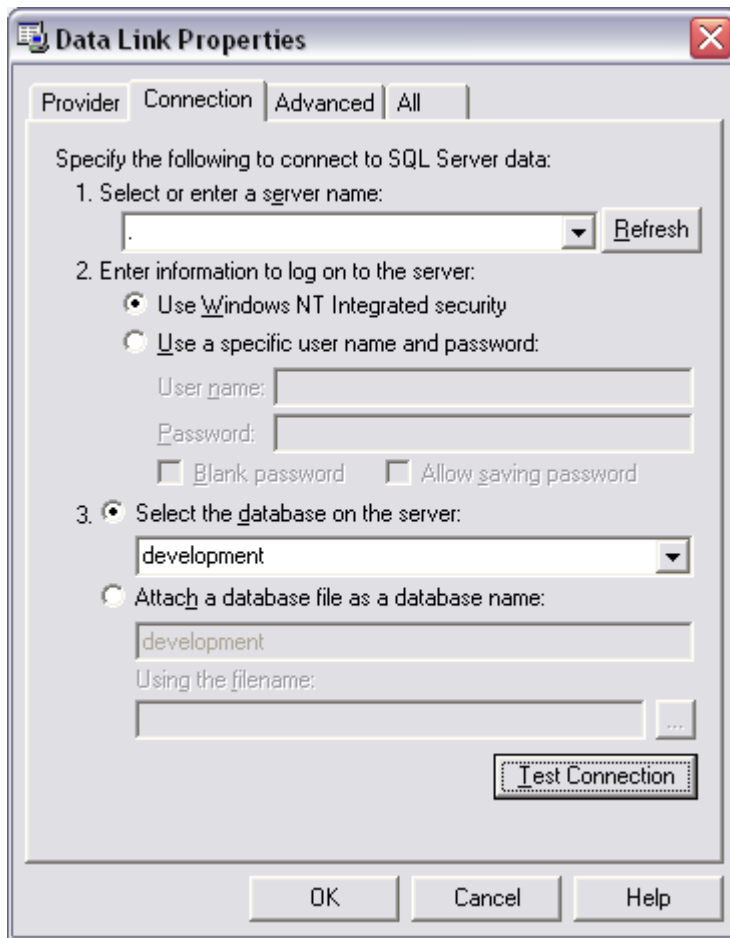 Data Link Properties
Provider Connection Advanced All
Specify the following to connect to SQL Server data:
1. Select or enter a server name:
. Refresh
2. Enter information to log on to the server:
Use Windows NT Integrated security
Use a specific user name and password:
User name:
Password:
Blank password Allow saving password
3. Select the database on the server:
development
Attach a database file as a database name:
development
Using the filename:
...
Test Connection
OK Cancel Help